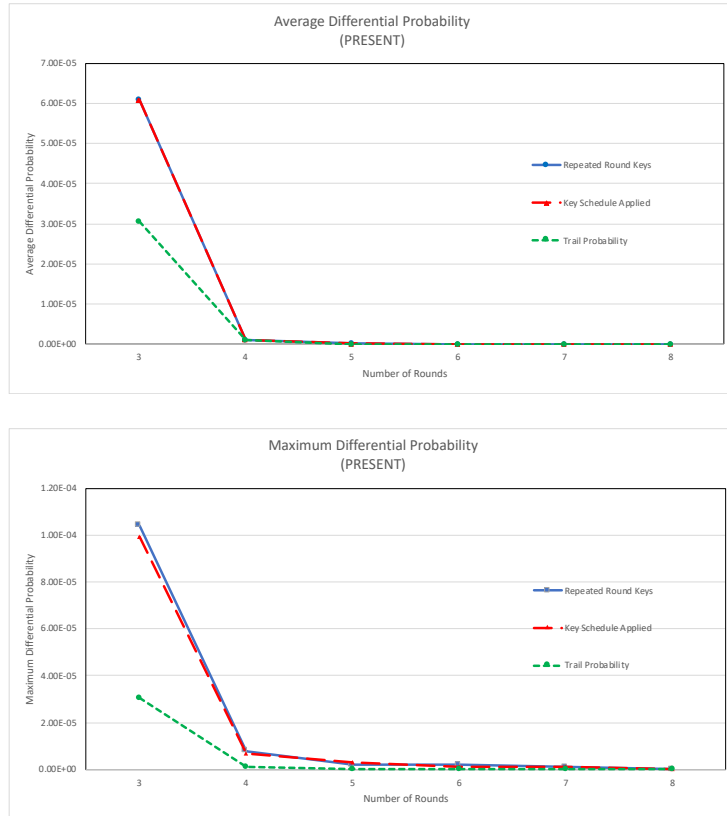 Average Differential Probability
(PRESENT)
7.00E-05
6.00E-05
5.00E-05
4.00E-05
3.00E-05
2.00E-05
1.00E-05
0.00E+00
Average Differential Probability
Repeated Round Keys
Key Schedule Applied
Trail Probability
3 4 5 6 7 8
Number of Rounds
Maximum Differential Probability
(PRESENT)
1.20E-04
1.00E-04
8.00E-05
6.00E-05
4.00E-05
2.00E-05
0.00E+00
Maximum Differential Probability
Repeated Round Keys
Key Schedule Applied
Trail Probability
3 4 5 6 7 8
Number of Rounds